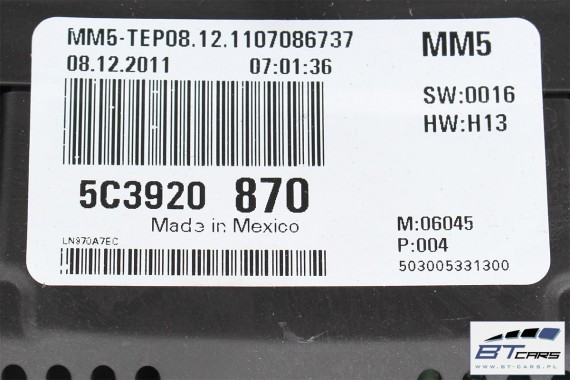 MM5-TEP08.12.1107086737
MM5
08.12.2011 07:01:36
SW:0016
HW:H13
5C3920 870
Made in Mexico
M:06045
P:004
LN970A7EC
503005331300
BTCARS
WWW.BT-CARS.PL